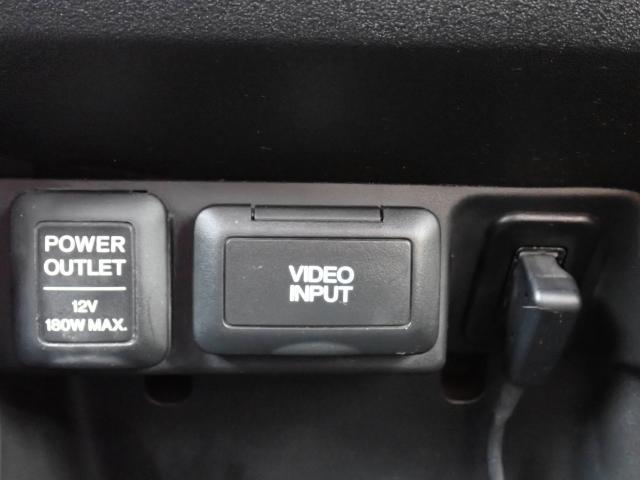 POWER
OUTLET
12V
180W MAX.
VIDEO
INPUT